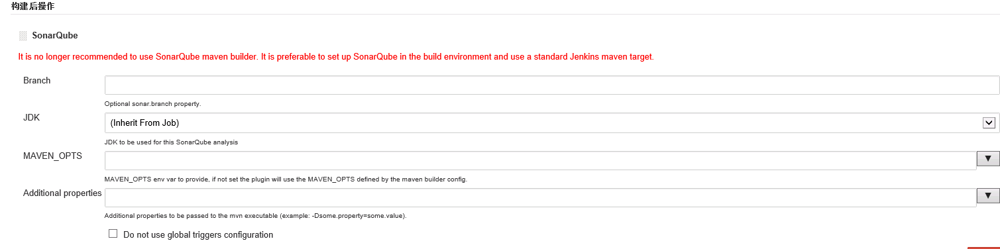 构建后操作
SonarQube
It is no longer recommended to use SonarQube maven builder. It is preferable to set up SonarQube in the build environment and use a standard Jenkins maven target.
Branch
Optional sonar.branch property.
JDK
(Inherit From Job)
JDK to be used for this SonarQube analysis
MAVEN_OPTS
MAVEN_OPTS env var to provide, if not set the plugin will use the MAVEN_OPTS defined by the maven builder config.
Additional properties
Additional properties to be passed to the mvn executable (example: -Dsome.property=some.value).
Do not use global triggers configuration